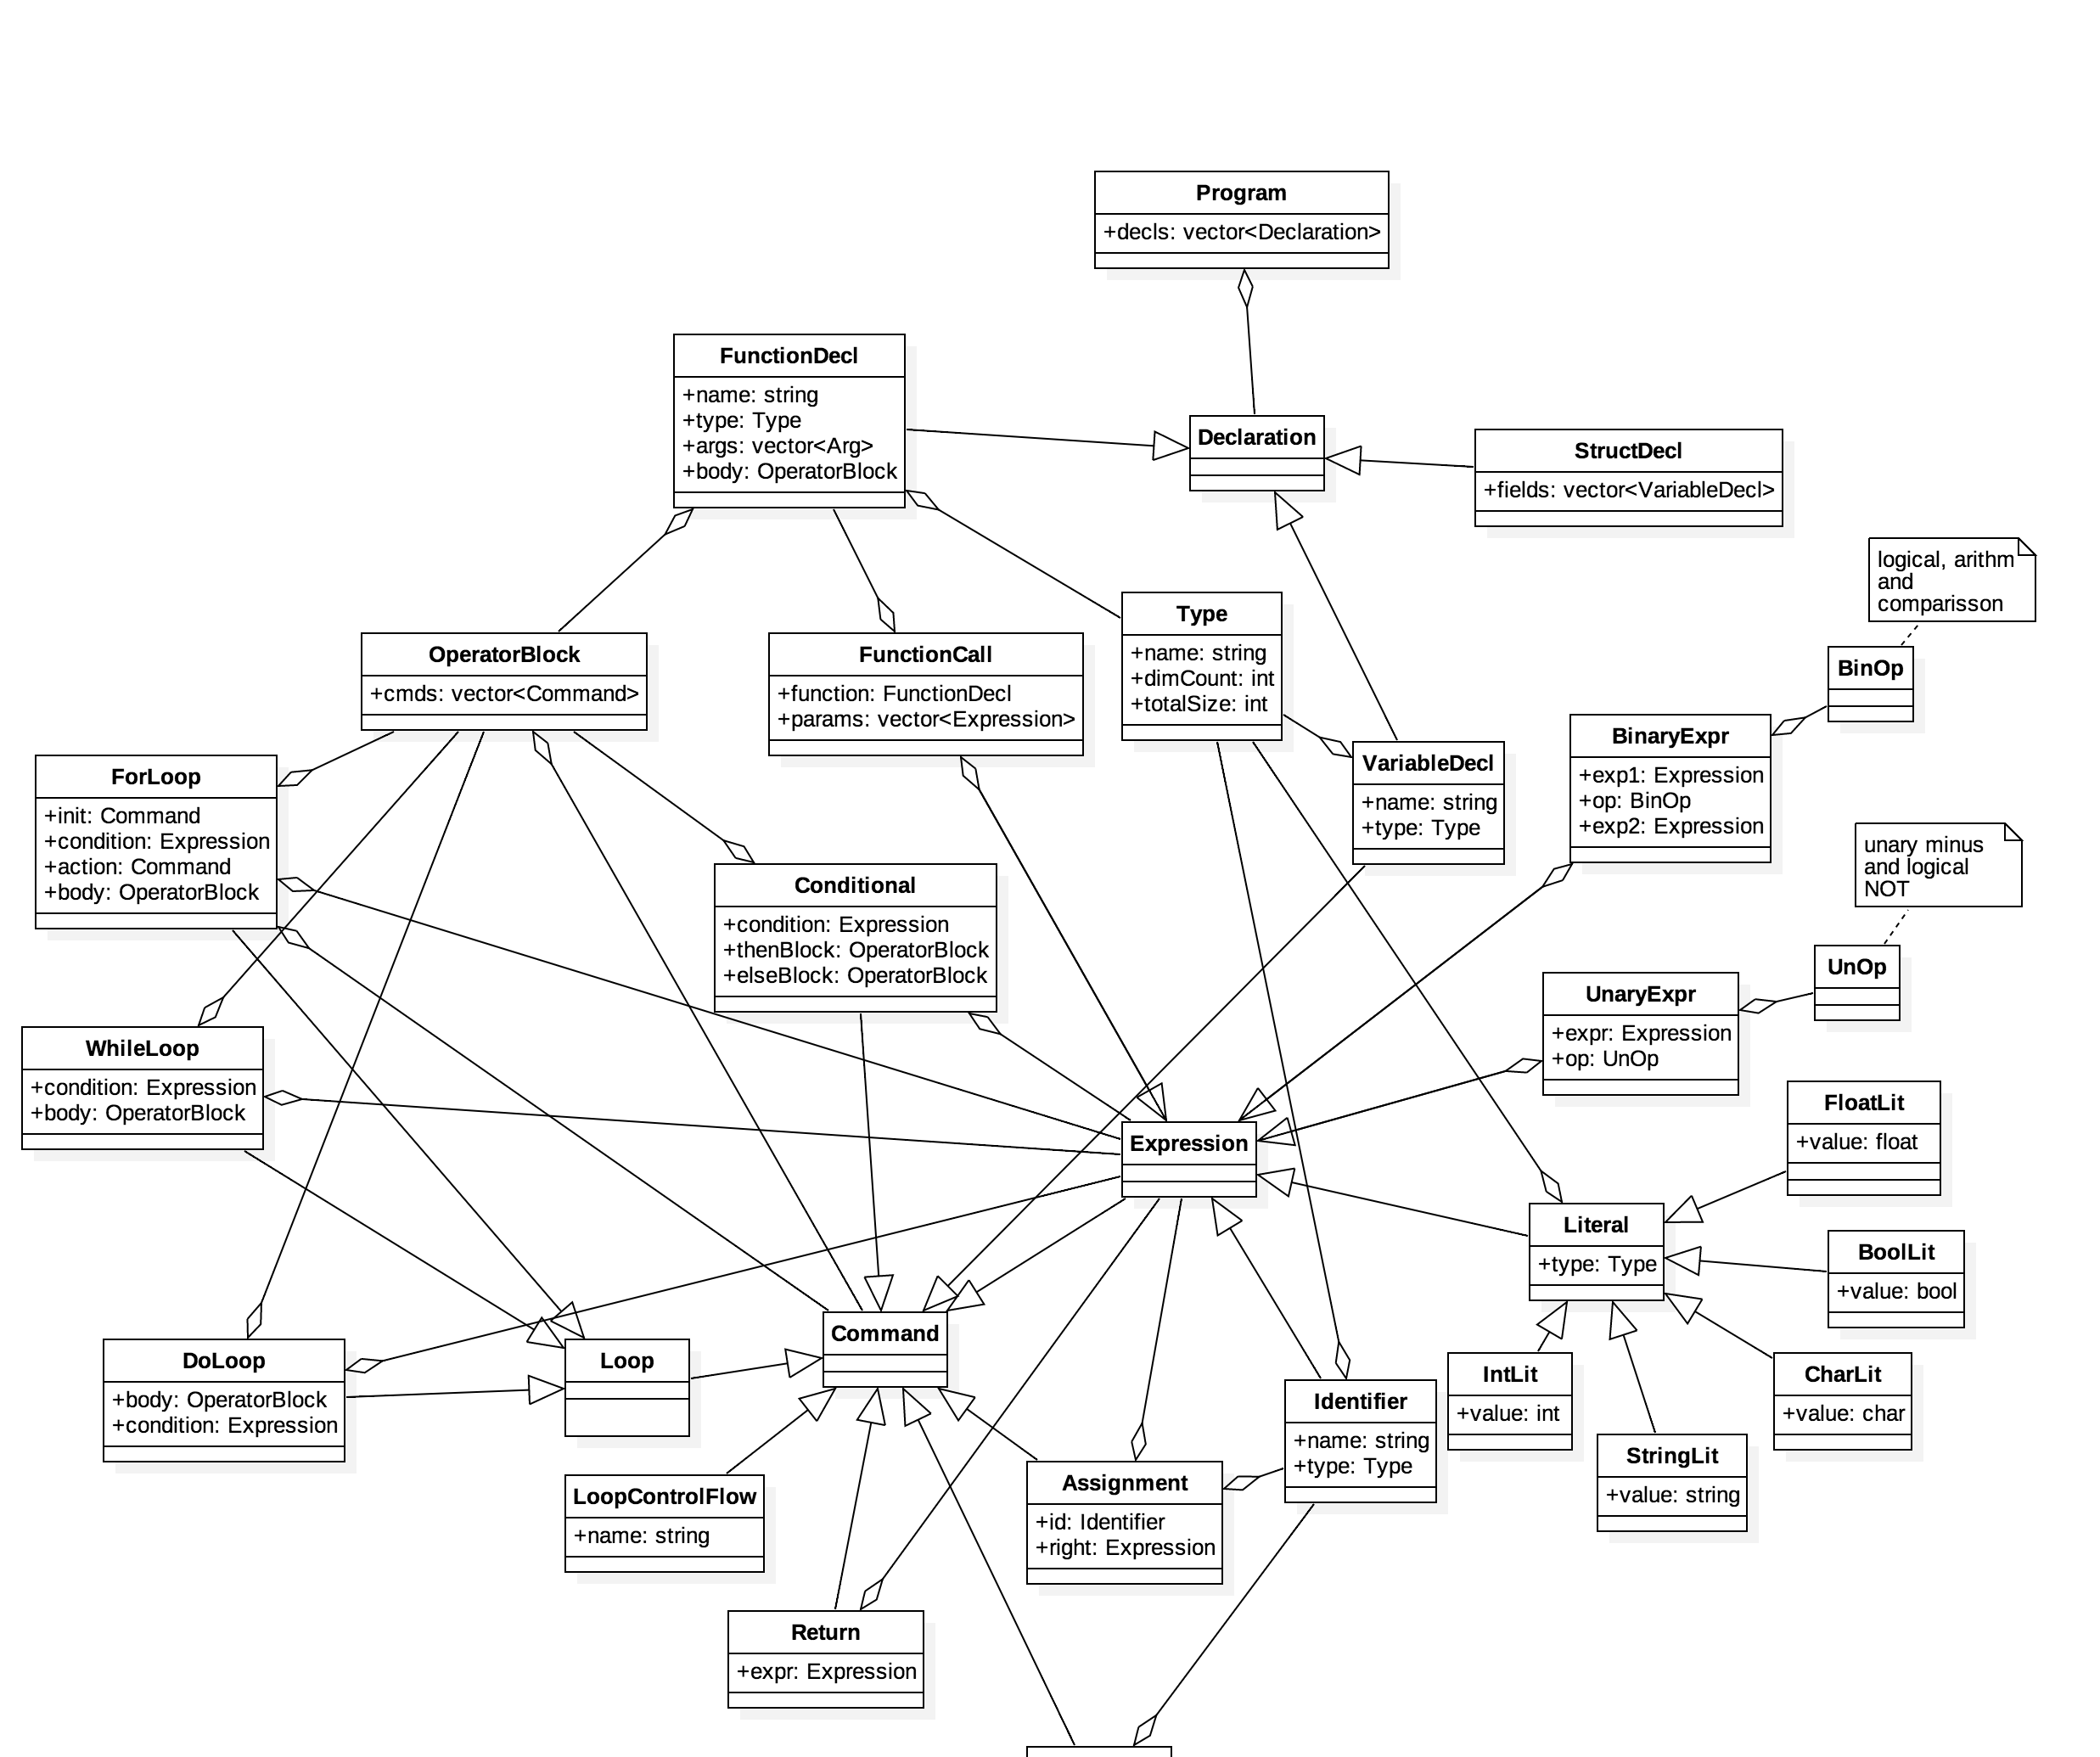 Program
+decls: vector<Declaration>
FunctionDecl
+name: string
+type: Type
+args: vector<Arg>
+body: OperatorBlock
Declaration
StructDecl
+fields: vector<VariableDecl>
logical, arithm
and
comparisson
BinOp
OperatorBlock
+cmds: vector<Command>
FunctionCall
+function: FunctionDecl
+params: vector<Expression>
Type
+name: string
+dimCount: int
+totalSize: int
VariableDecl
+name: string
+type: Type
BinaryExpr
+exp1: Expression
+op: BinOp
+exp2: Expression
ForLoop
+init: Command
+condition: Expression
+action: Command
+body: OperatorBlock
unary minus
and logical
NOT
UnOp
Conditional
+condition: Expression
+thenBlock: OperatorBlock
+elseBlock: OperatorBlock
UnaryExpr
+expr: Expression
+op: UnOp
WhileLoop
+condition: Expression
+body: OperatorBlock
Expression
FloatLit
+value: float
Literal
+type: Type
BoolLit
+value: bool
DoLoop
+body: OperatorBlock
+condition: Expression
Loop
Command
Identifier
+name: string
+type: Type
IntLit
+value: int
CharLit
+value: char
StringLit
+value: string
LoopControlFlow
+name: string
Assignment
+id: Identifier
+right: Expression
Return
+expr: Expression